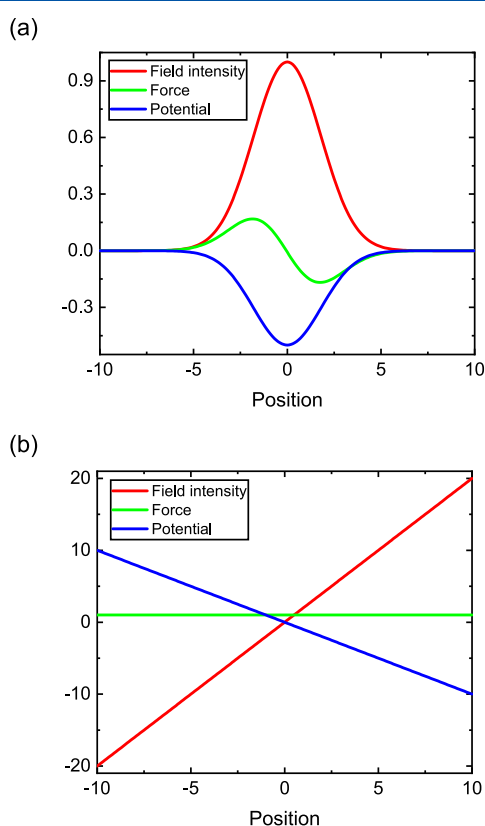 (a)
Field intensity
Force
Potential
0.9
0.6
0.3
0.0
-0.3
-10 -5 0 5 10
Position
(b)
Field intensity
Force
Potential
20
10
0
-10
-20
-10 -5 0 5 10
Position